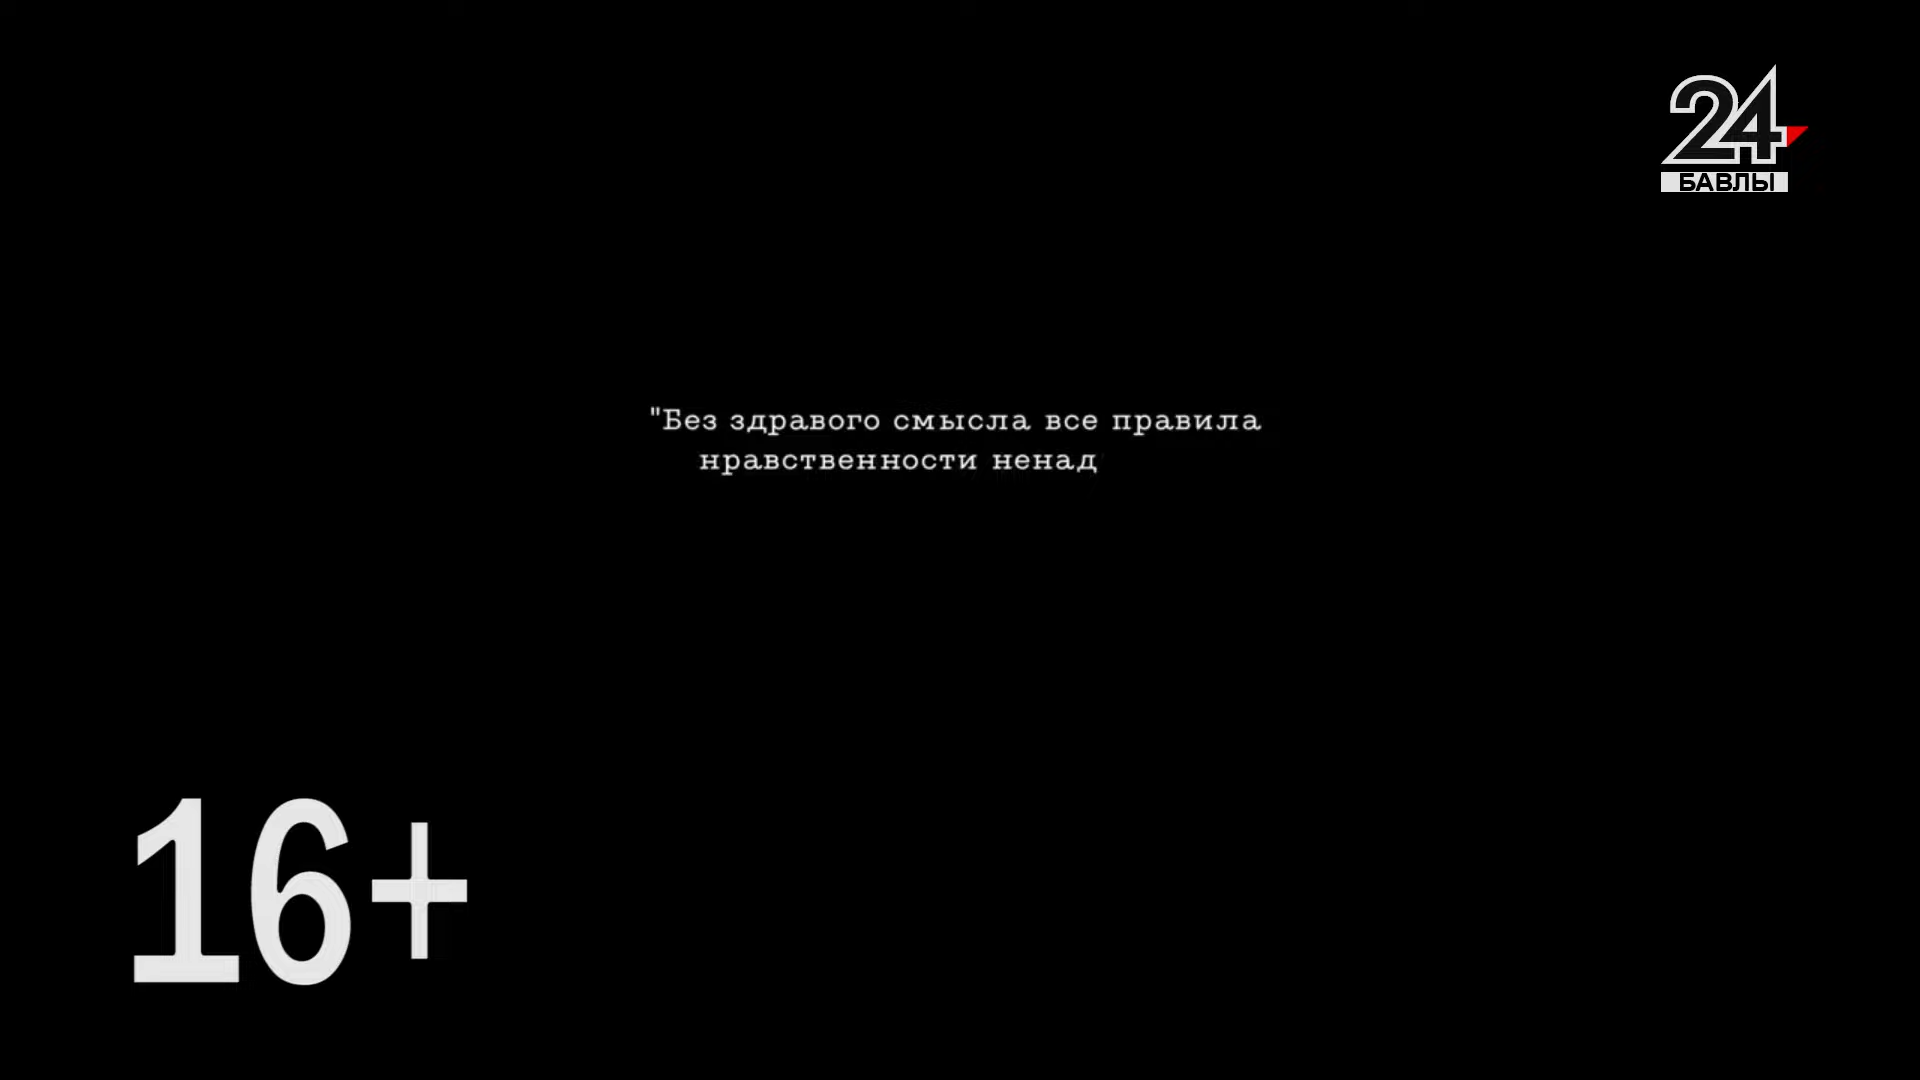 24
БАВЛЫ
"Без здравого смысла все правила
нравственности ненад
16+